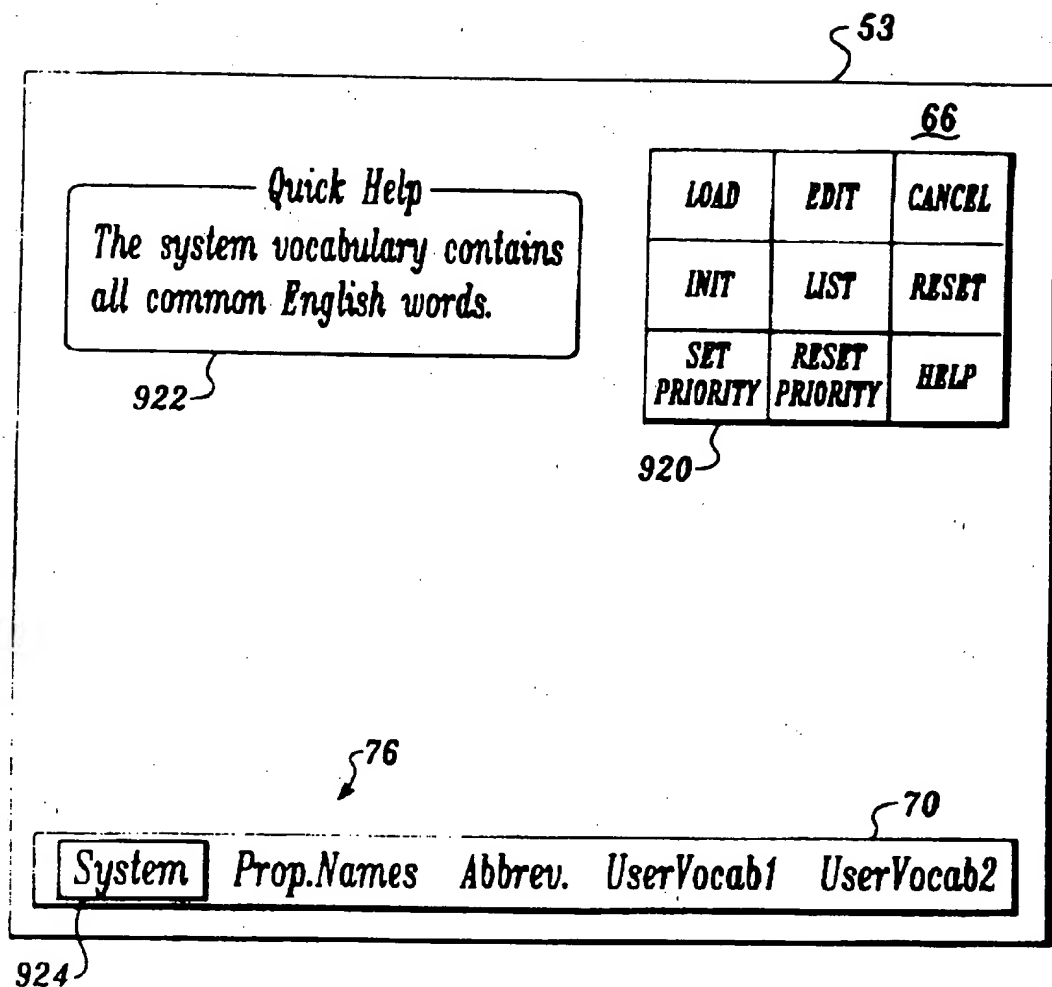 53
66
Quick Help
The system vocabulary contains
all common English words.
922
LOAD EDIT CANCEL
INIT LIST RESET
SET PRIORITY RESET PRIORITY HELP
920
76
70
System Prop.Names Abbrev. UserVocab1 UserVocab2
924